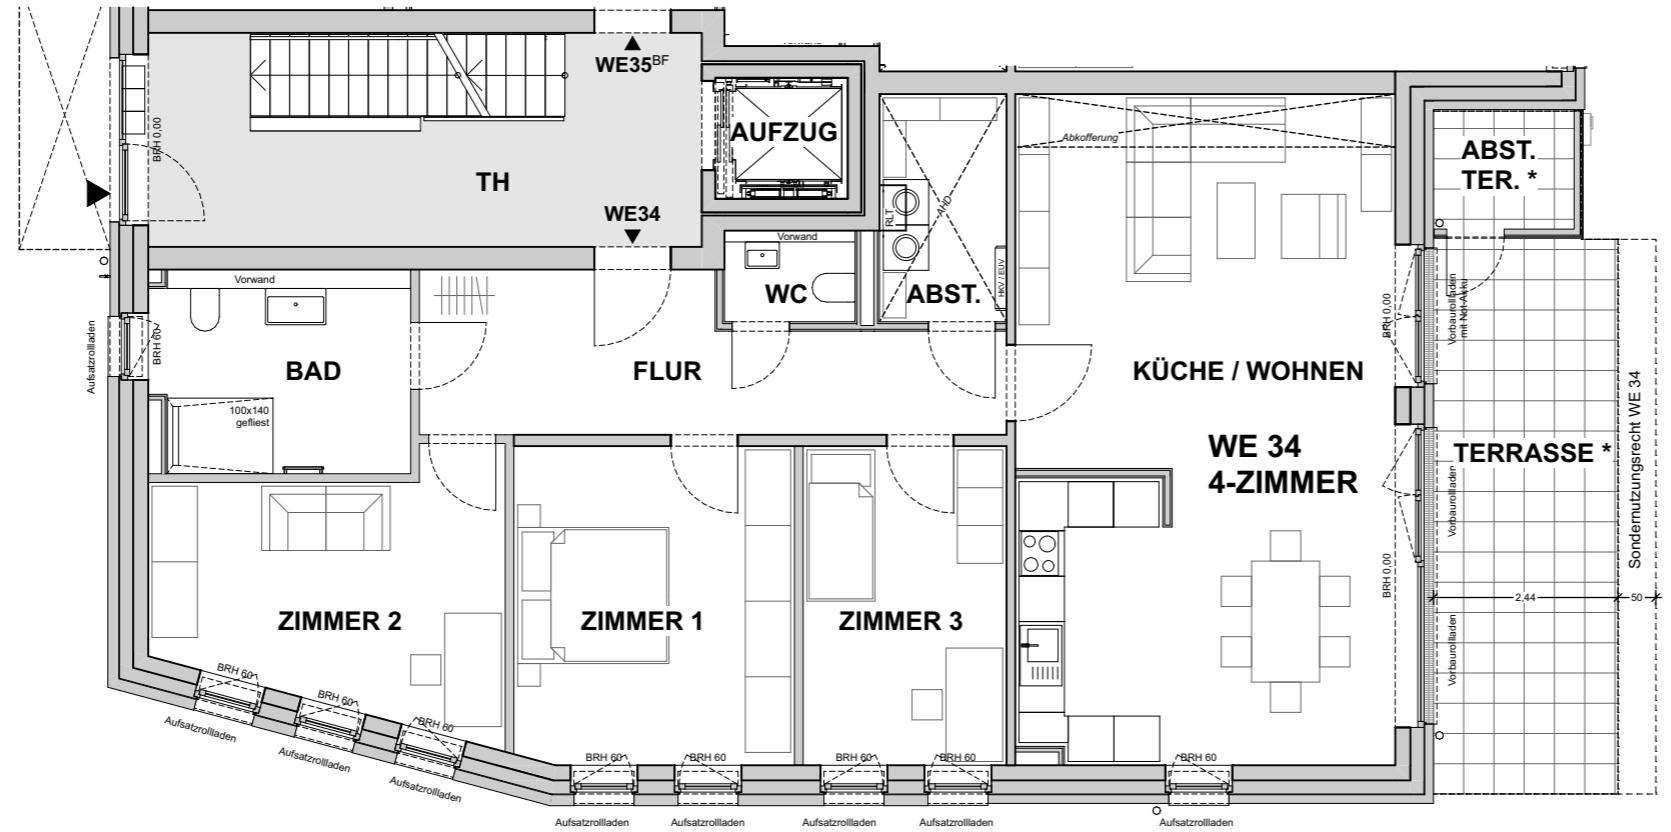 WE35BF
BRH 0,00
AUFZUG
TH
WE34
Vorwand
WC
RLT
AHD
HKV / EUV
ABST.
Abkofferung
ABST.
TER. *
Vorwand
BRH 60
Aufsatzrollladen
BAD
100x140
gefliest
FLUR
KÜCHE / WOHNEN
BRH 0,00
Vorbaurollladen
mit Not-Akku
WE 34
4-ZIMMER
TERRASSE *
Sondernutzungsrecht WE 34
Vorbaurollladen
BRH 0,00
2,44
50
Vorbaurollladen
ZIMMER 2
ZIMMER 1
ZIMMER 3
BRH 60
BRH 60
BRH 60
Aufsatzrollladen
Aufsatzrollladen
Aufsatzrollladen
BRH 60
BRH 60
BRH 60
BRH 60
BRH 60
Aufsatzrollladen
Aufsatzrollladen
Aufsatzrollladen
Aufsatzrollladen
Aufsatzrollladen